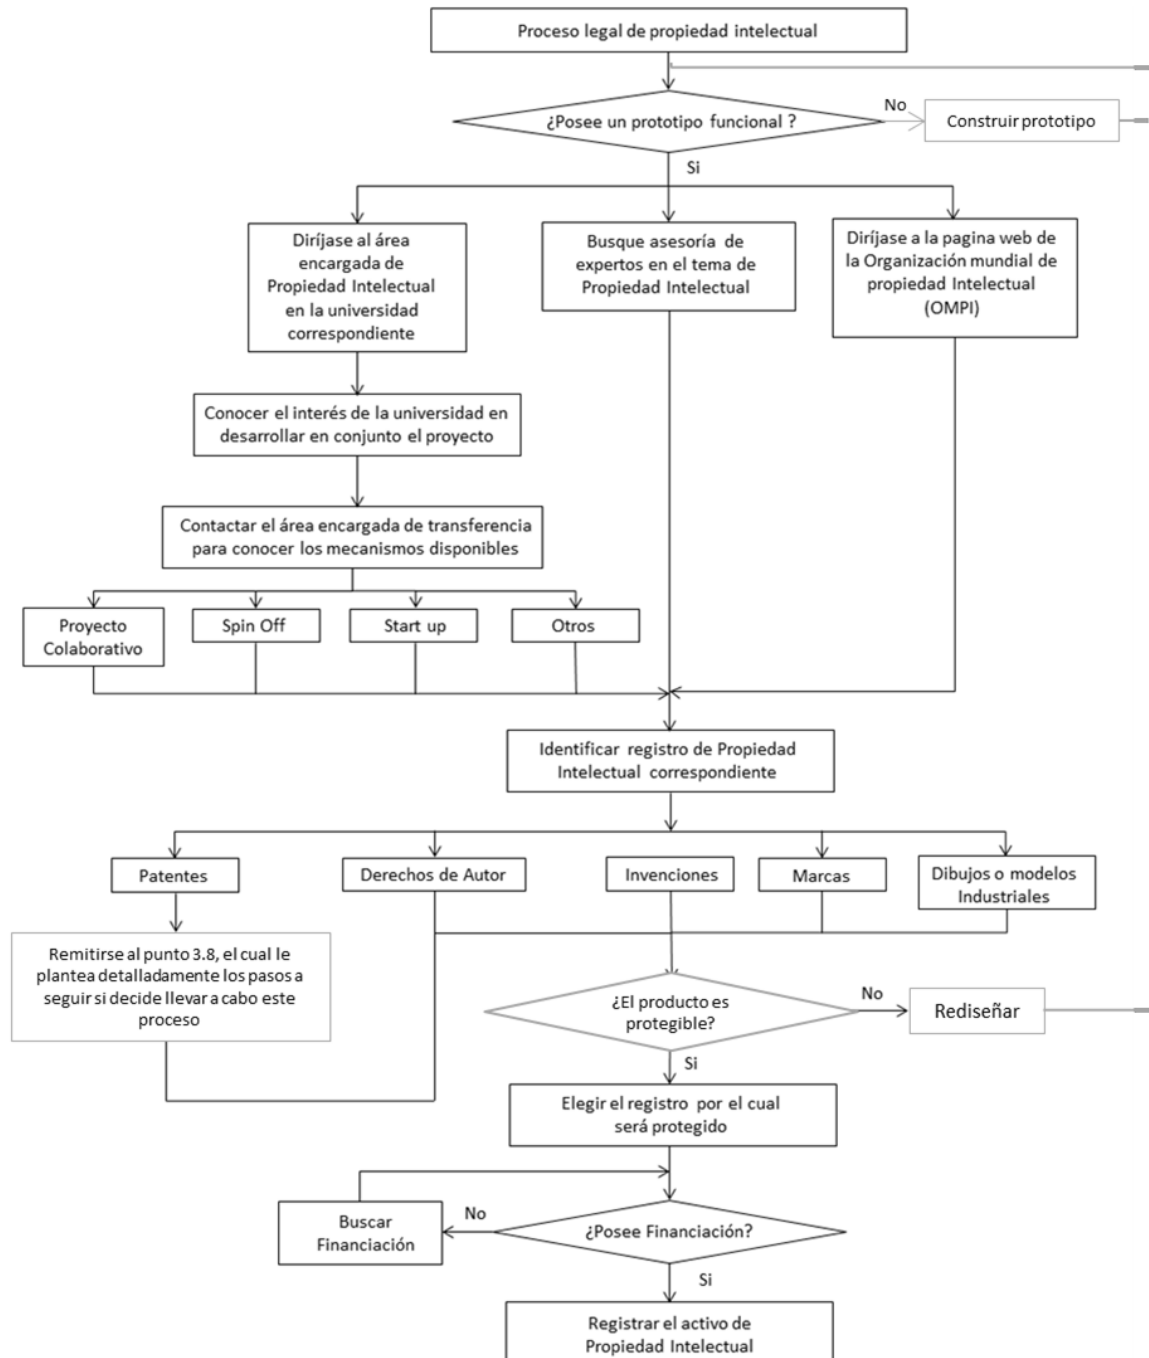 Proceso legal de propiedad intelectual
¿Posee un prototipo funcional ?
No
Construir prototipo
Si
Diríjase al área
encargada de
Propiedad Intelectual
en la universidad
correspondiente
Busque asesoría de
expertos en el tema de
Propiedad Intelectual
Diríjase a la pagina web de
la Organización mundial de
propiedad Intelectual
(OMPI)
Conocer el interés de la universidad en
desarrollar en conjunto el proyecto
Contactar el área encargada de transferencia
para conocer los mecanismos disponibles
Proyecto
Colaborativo
Spin Off
Start up
Otros
Identificar registro de Propiedad
Intelectual correspondiente
Patentes
Derechos de Autor
Invenciones
Marcas
Dibujos o modelos
Industriales
Remitirse al punto 3.8, el cual le
plantea detalladamente los pasos a
seguir si decide llevar a cabo este
proceso
¿El producto es
protegible?
No
Rediseñar
Si
Elegir el registro por el cual
será protegido
Buscar
Financiación
No
¿Posee Financiación?
Si
Registrar el activo de
Propiedad Intelectual